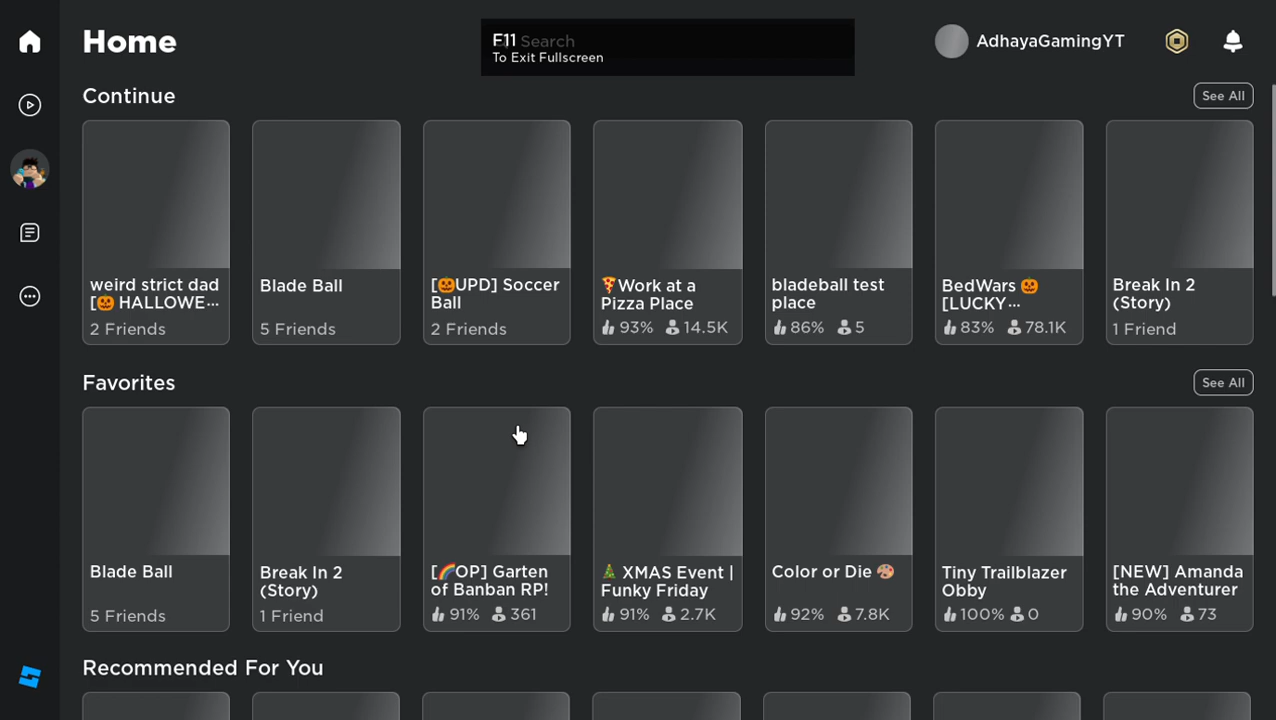 Home
F11 Search
To Exit Fullscreen
AdhayaGamingYT
Continue
See All
weird strict dad
[🎃 HALLOWE...
2 Friends
Blade Ball
5 Friends
[🎃UPD] Soccer
Ball
2 Friends
🍕Work at a
Pizza Place
93% 14.5K
bladeball test
place
86% 5
BedWars 🎃
[LUCKY...
83% 78.1K
Break In 2
(Story)
1 Friend
Favorites
See All
Blade Ball
5 Friends
Break In 2
(Story)
1 Friend
[🌈OP] Garten
of Banban RP!
91% 361
🎄 XMAS Event |
Funky Friday
91% 2.7K
Color or Die 🎨
92% 7.8K
Tiny Trailblazer
Obby
100% 0
[NEW] Amanda
the Adventurer
90% 73
Recommended For You